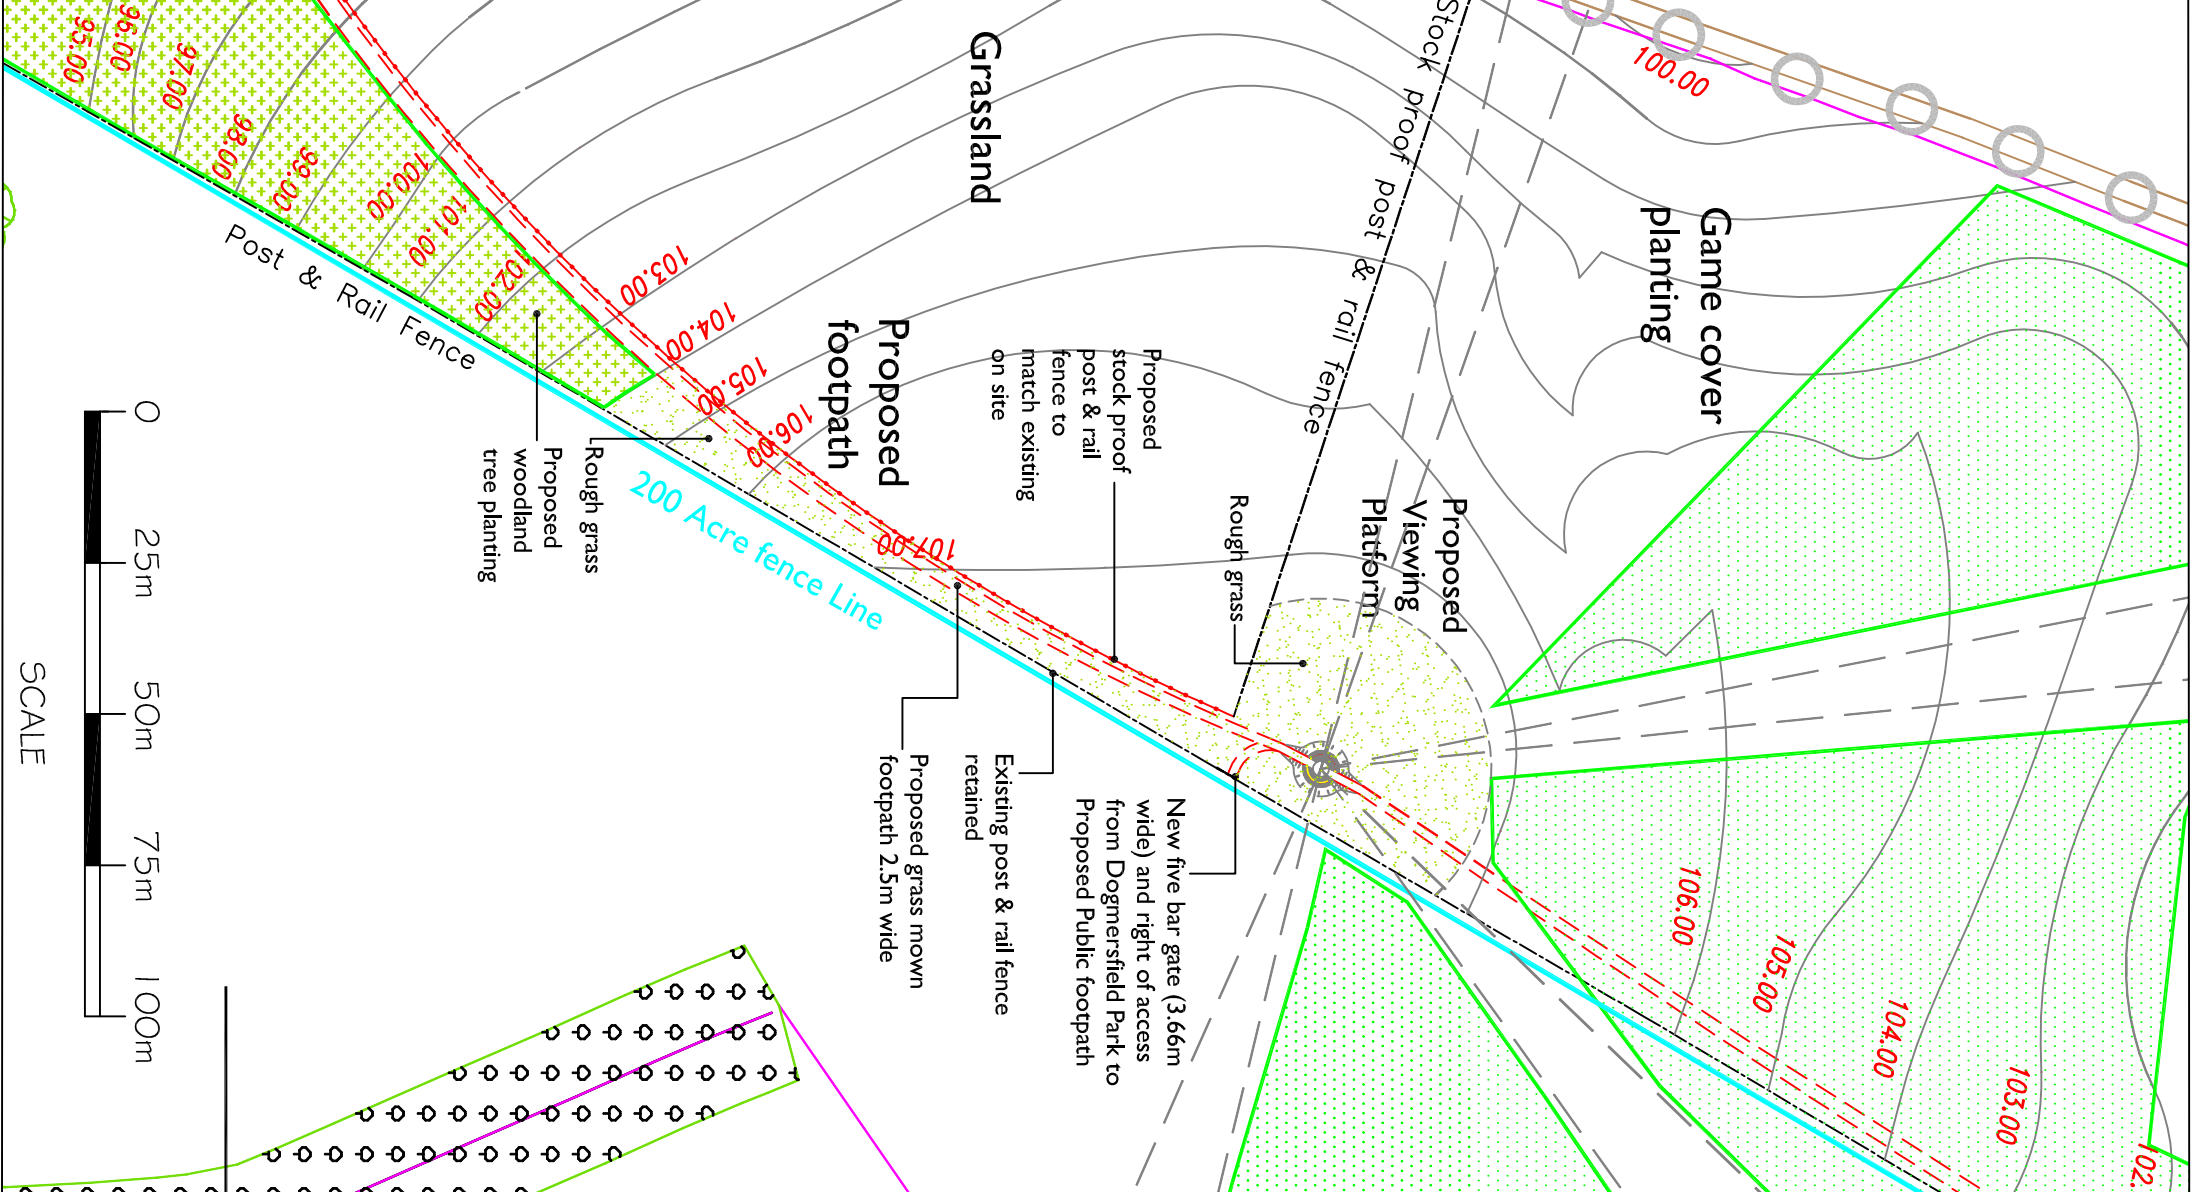 Stock proof post & rail fence
100.00
Game cover
planting
Grassland
95.00
96.00
97.00
98.00
99.00
100.00
101.00
102.00
103.00
104.00
105.00
106.00
107.00
Post & Rail Fence
Proposed
footpath
Proposed
stock proof
post & rail
fence to
match existing
on site
Proposed
Viewing
Platform
Rough grass
Rough grass
Proposed
woodland
tree planting
200 Acre fence Line
New five bar gate (3.66m
wide) and right of access
from Dogmersfield Park to
Proposed Public footpath
Existing post & rail fence
retained
Proposed grass mown
footpath 2.5m wide
106.00
105.00
104.00
103.00
102.
0
25m
50m
75m
100m
SCALE